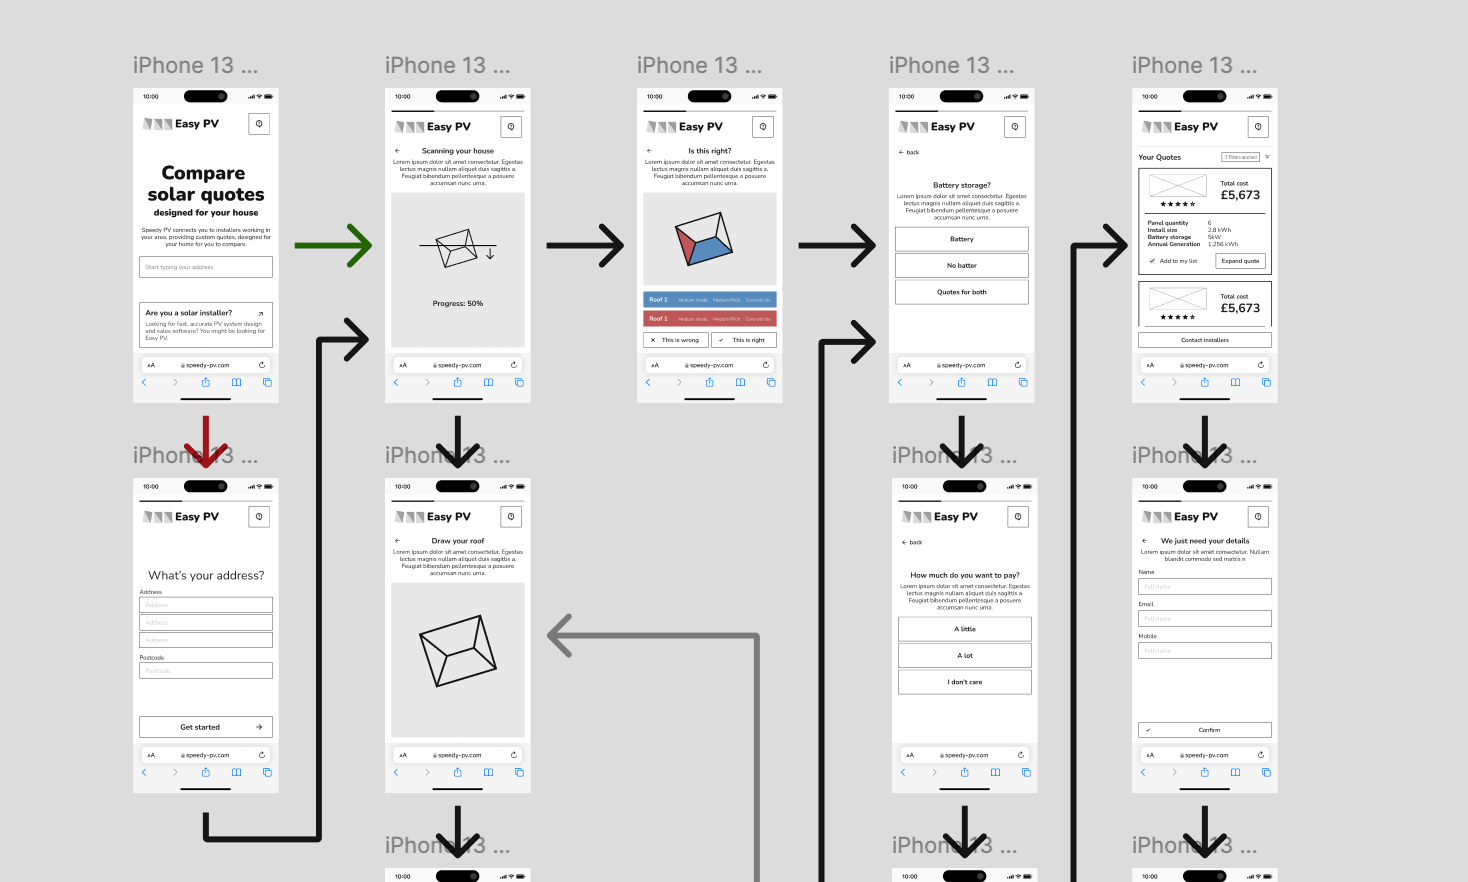 iPhone 13 ...
10:00
Easy PV
Compare
solar quotes
designed for your house
Speedy PV connects you to installers working in
your area, providing custom quotes, designed for
your home for you to compare.
Start typing your address
Are you a solar installer?
Looking for fast, accurate PV system design
and sales software? You might be looking for
Easy PV.
AA
speedy-pv.com
iPhone 13 ...
10:00
Easy PV
Scanning your house
Lorem ipsum dolor sit amet consectetur. Egestas
lectus magnis nullam aliquet duis sagittis a.
Feugiat bibendum pellentesque a posuere
accumsan nunc urna.
Progress: 50%
AA
speedy-pv.com
iPhone 13 ...
10:00
Easy PV
Is this right?
Lorem ipsum dolor sit amet consectetur. Egestas
lectus magnis nullam aliquet duis sagittis a.
Feugiat bibendum pellentesque a posuere
accumsan nunc urna.
Roof 1 Medium shade, Medium Pitch, Concrete tile
Roof 1 Medium shade, Medium Pitch, Concrete tile
This is wrong
This is right
AA
speedy-pv.com
iPhone 13 ...
10:00
Easy PV
back
Battery storage?
Lorem ipsum dolor sit amet consectetur. Egestas
lectus magnis nullam aliquet duis sagittis a.
Feugiat bibendum pellentesque a posuere
accumsan nunc urna.
Battery
No batter
Quotes for both
AA
speedy-pv.com
iPhone 13 ...
10:00
Easy PV
Your Quotes
3 Filters applied
Total cost
£5,673
Panel quantity 6
Install size 2.8 kWh
Battery storage 5kW
Annual Generation 1,256 kWh
Add to my list
Expand quote
Total cost
£5,673
Contact installers
AA
speedy-pv.com
iPhone 13 ...
10:00
Easy PV
What's your address?
Address
Address
Address
Address
Postcode
Postcode
Get started
AA
speedy-pv.com
iPhone 13 ...
10:00
Easy PV
Draw your roof
Lorem ipsum dolor sit amet consectetur. Egestas
lectus magnis nullam aliquet duis sagittis a.
Feugiat bibendum pellentesque a posuere
accumsan nunc urna.
AA
speedy-pv.com
iPhone 13 ...
10:00
Easy PV
back
How much do you want to pay?
Lorem ipsum dolor sit amet consectetur. Egestas
lectus magnis nullam aliquet duis sagittis a.
Feugiat bibendum pellentesque a posuere
accumsan nunc urna.
A little
A lot
I don't care
AA
speedy-pv.com
iPhone 13 ...
10:00
Easy PV
We just need your details
Lorem ipsum dolor sit amet consectetur. Nullam
blandit commodo sed mattis n
Name
Full name
Email
Full name
Mobile
Full name
Confirm
AA
speedy-pv.com
iPhone 13 ...
10:00
iPhone 13 ...
10:00
iPhone 13 ...
10:00